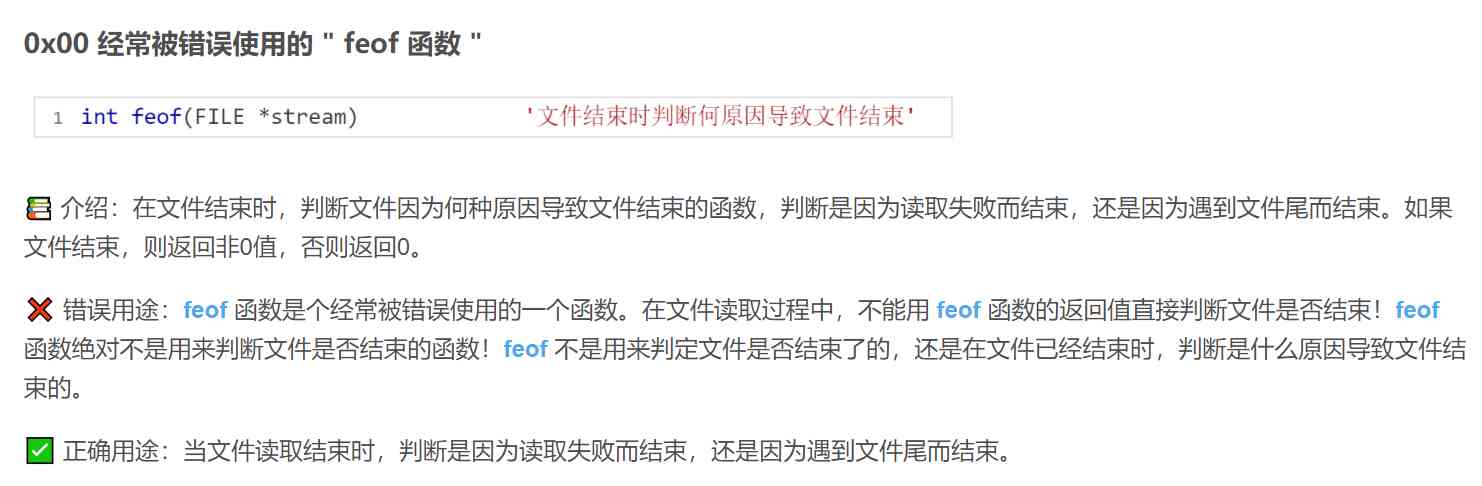 0x00 经常被错误使用的 " feof 函数 "
1 int feof(FILE *stream) '文件结束时判断何原因导致文件结束'
📚 介绍：在文件结束时，判断文件因为何种原因导致文件结束的函数，判断是因为读取失败而结束，还是因为遇到文件尾而结束。如果
文件结束，则返回非0值，否则返回0。
❌ 错误用途：feof 函数是个经常被错误使用的一个函数。在文件读取过程中，不能用 feof 函数的返回值直接判断文件是否结束！feof
函数绝对不是用来判断文件是否结束的函数！feof 不是用来判定文件是否结束了的，还是在文件已经结束时，判断是什么原因导致文件结
束的。
✅ 正确用途：当文件读取结束时，判断是因为读取失败而结束，还是因为遇到文件尾而结束。